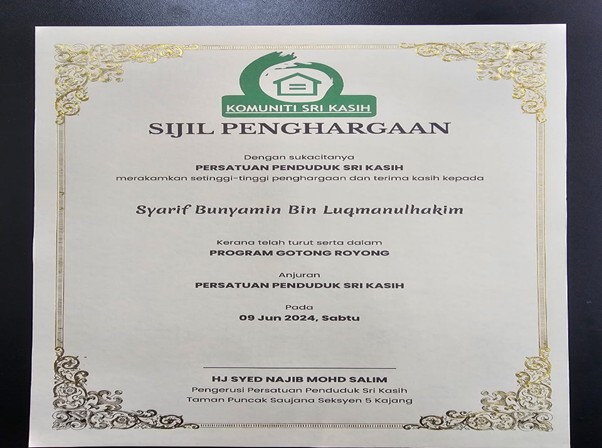 KOMUNITI SRI KASIH
SIJIL PENGHARGAAN
Dengan sukacitanya
PERSATUAN PENDUDUK SRI KASIH
merakamkan setinggi-tinggi penghargaan dan terima kasih kepada
Syarif Bunyamin Bin Luqmanulhakim
Kerana telah turut serta dalam
PROGRAM GOTONG ROYONG
Anjuran
PERSATUAN PENDUDUK SRI KASIH
Pada
09 Jun 2024, Sabtu
HJ SYED NAJIB MOHD SALIM
Pengerusi Persatuan Penduduk Sri Kasih
Taman Puncak Saujana Seksyen 5 Kajang